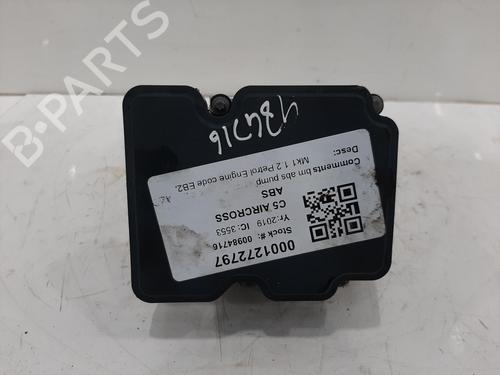 0001272797
Stock #: 00984716
Yr:2019 IC: 3553
C5 AIRCROSS
ABS
Comments bm abs pump
Mk1 1.2 Petrol Engine code EB2.
Desc:
B-Parts